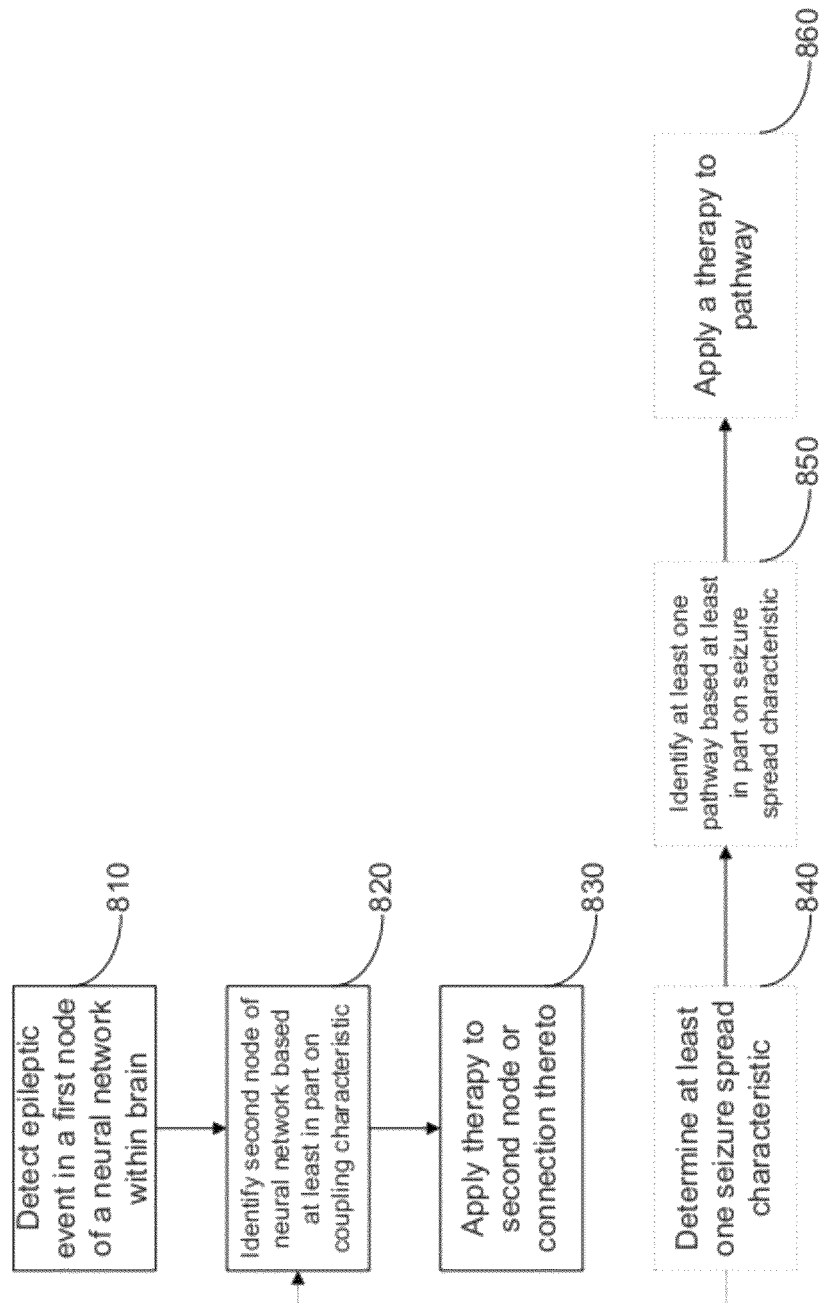 Detect epileptic
event in a first node
of a neural network
within brain
810
Identify second node of
neural network based
at least in part on
coupling characteristic
820
Apply therapy to
second node or
connection thereto
830
Determine at least
one seizure spread
characteristic
840
Identify at least one
pathway based at least
in part on seizure
spread characteristic
850
Apply a therapy to
pathway
860